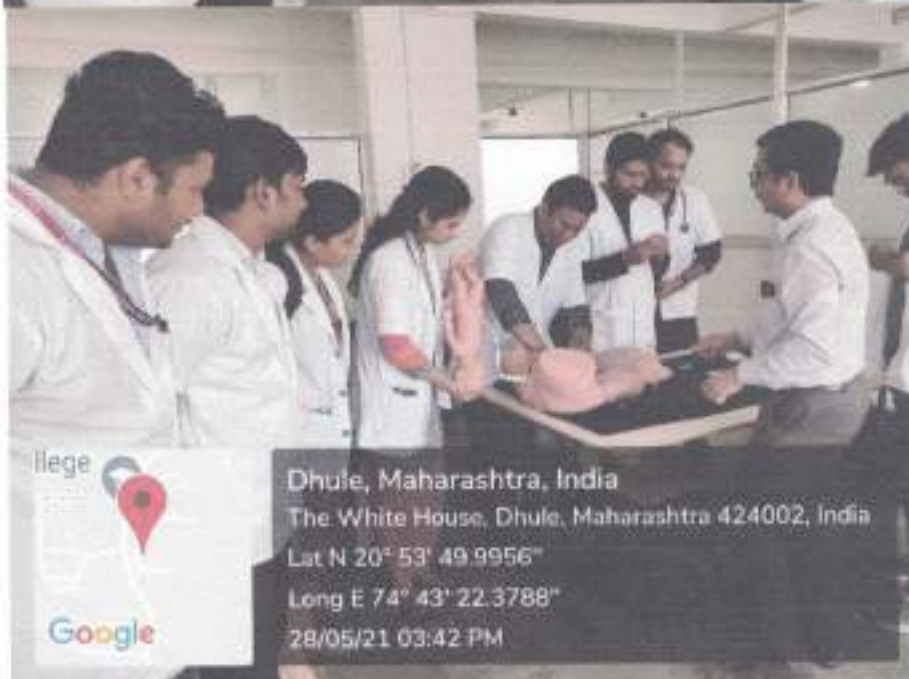 llege
Google
Dhule, Maharashtra, India
The White House, Dhule, Maharashtra 424002, India
Lat N 20° 53' 49.9956"
Long E 74° 43' 22.3788"
28/05/21 03:42 PM